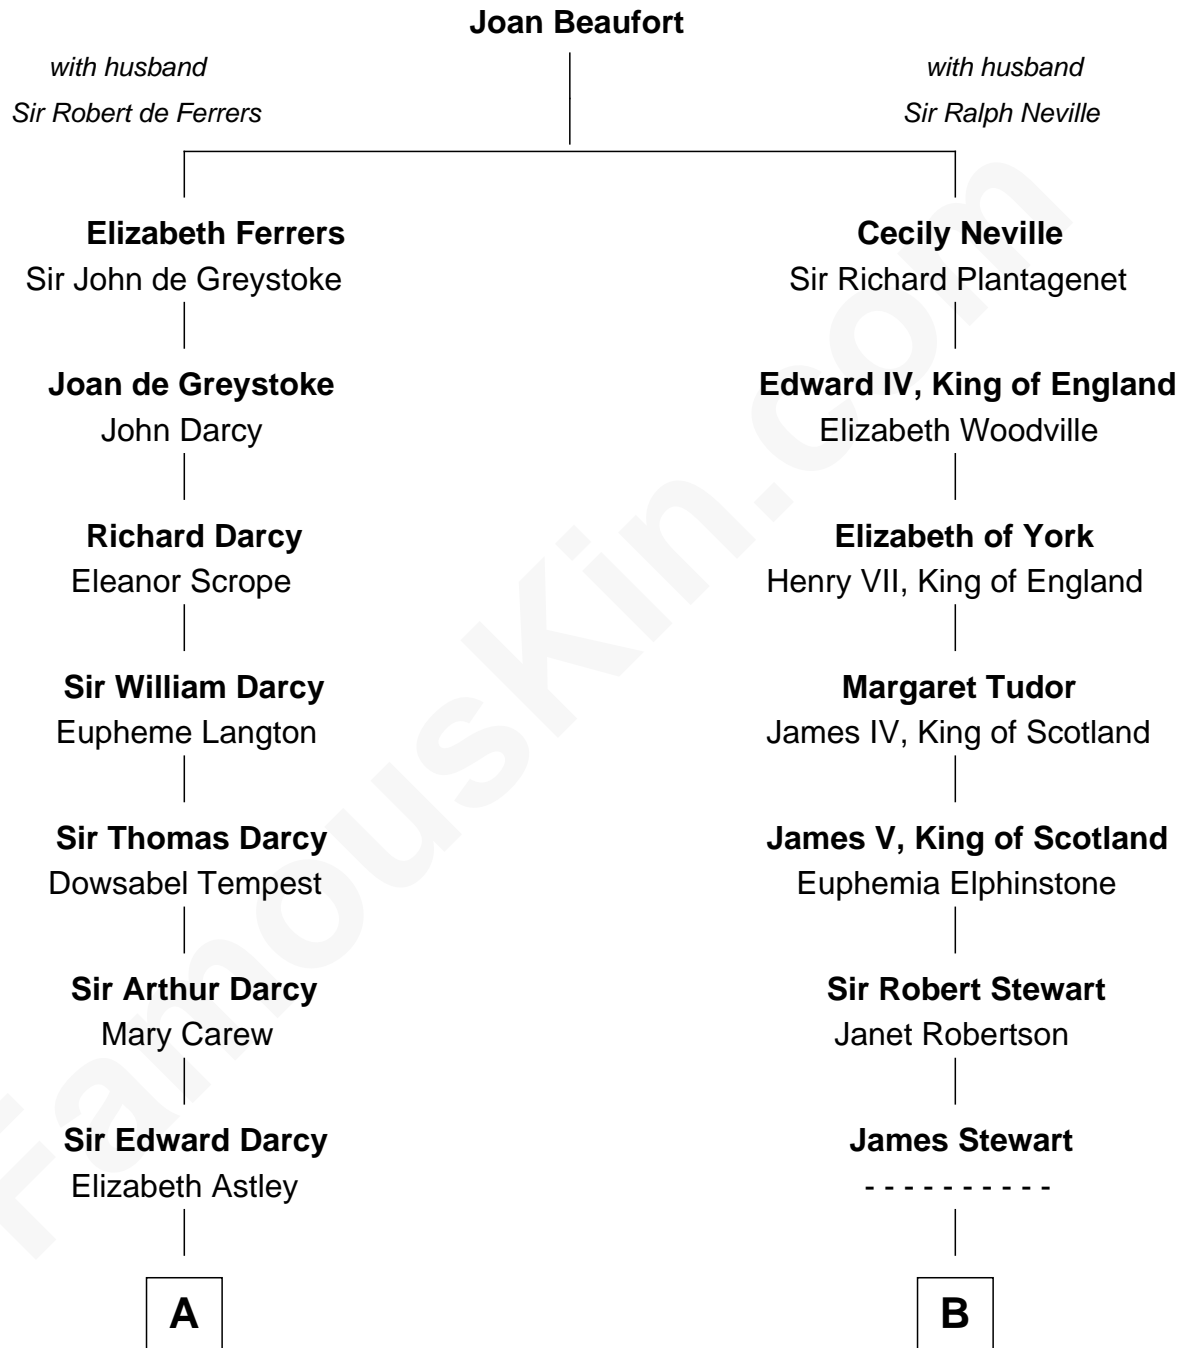 Joan Beaufort
with husband
Sir Robert de Ferrers
with husband
Sir Ralph Neville
Elizabeth Ferrers
Sir John de Greystoke
Joan de Greystoke
John Darcy
Richard Darcy
Eleanor Scrope
Sir William Darcy
Eupheme Langton
Sir Thomas Darcy
Dowsabel Tempest
Sir Arthur Darcy
Mary Carew
Sir Edward Darcy
Elizabeth Astley
A
Cecily Neville
Sir Richard Plantagenet
Edward IV, King of England
Elizabeth Woodville
Elizabeth of York
Henry VII, King of England
Margaret Tudor
James IV, King of Scotland
James V, King of Scotland
Euphemia Elphinstone
Sir Robert Stewart
Janet Robertson
James Stewart
- - - - - - - - - -
B
FamousKin.com